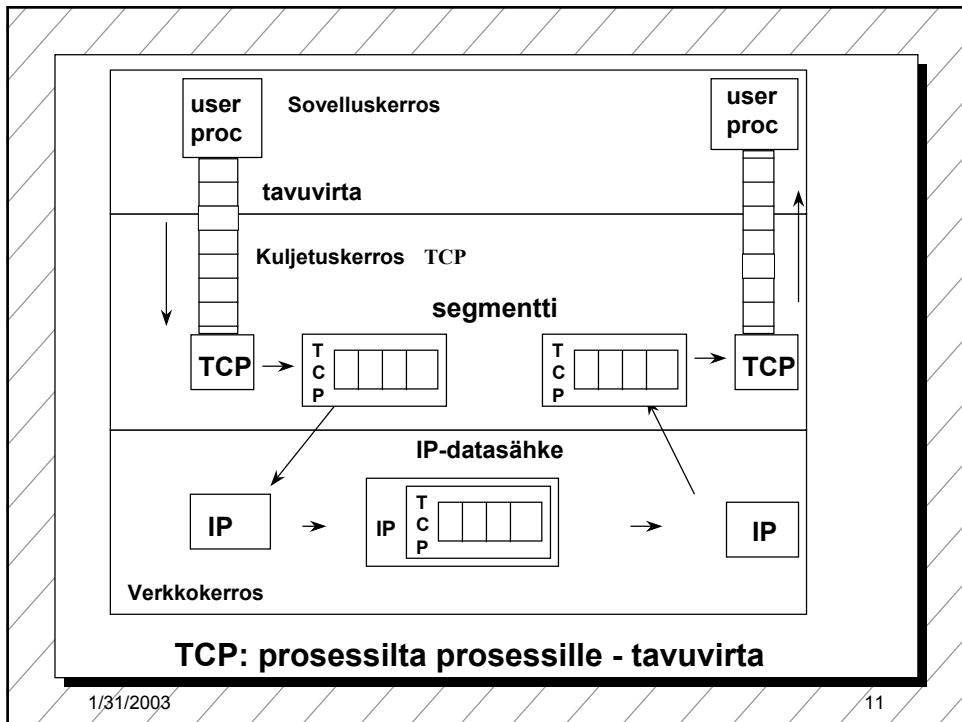 user
proc
Sovelluskerros
user
proc
tavuvirta
Kuljetuskerros TCP
segmentti
TCP
T
C
P
T
C
P
TCP
IP-datasähke
IP
IP
T
C
P
IP
Verkkokerros
TCP: prosessilta prosessille - tavuvirta
1/31/2003
11